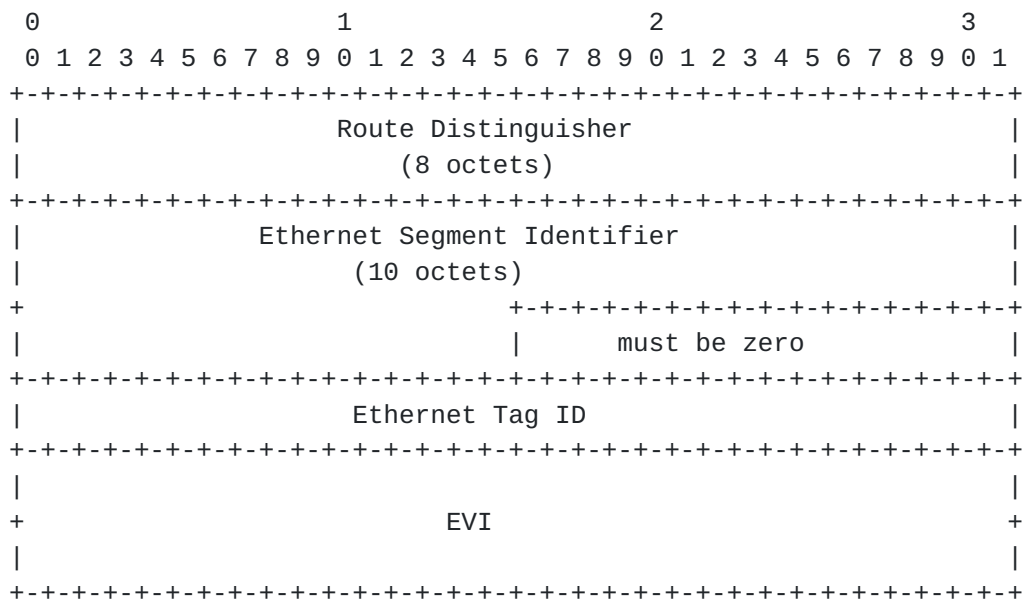 0                   1                   2                   3
0 1 2 3 4 5 6 7 8 9 0 1 2 3 4 5 6 7 8 9 0 1 2 3 4 5 6 7 8 9 0 1
+-+-+-+-+-+-+-+-+-+-+-+-+-+-+-+-+-+-+-+-+-+-+-+-+-+-+-+-+-+-+-+-+
|                    Route Distinguisher                        |
|                        (8 octets)                             |
+-+-+-+-+-+-+-+-+-+-+-+-+-+-+-+-+-+-+-+-+-+-+-+-+-+-+-+-+-+-+-+-+
|               Ethernet Segment Identifier                     |
|                     (10 octets)                               |
+                               +-+-+-+-+-+-+-+-+-+-+-+-+-+-+-+-+
|                               |      must be zero             |
+-+-+-+-+-+-+-+-+-+-+-+-+-+-+-+-+-+-+-+-+-+-+-+-+-+-+-+-+-+-+-+-+
|                     Ethernet Tag ID                           |
+-+-+-+-+-+-+-+-+-+-+-+-+-+-+-+-+-+-+-+-+-+-+-+-+-+-+-+-+-+-+-+-+
|                                                               |
+                           EVI                                 +
|                                                               |
+-+-+-+-+-+-+-+-+-+-+-+-+-+-+-+-+-+-+-+-+-+-+-+-+-+-+-+-+-+-+-+-+